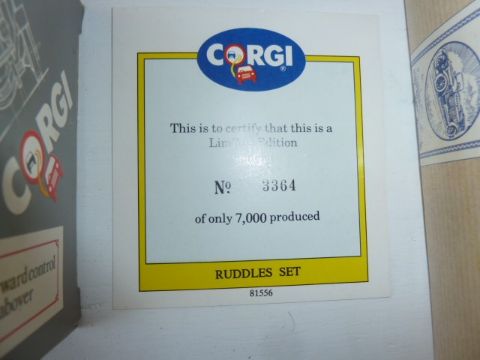 CORGI
This is to certify that this is a
Limited Edition
Nº 3364
of only 7,000 produced
RUDDLES SET
81556
CORGI
ward control
abover